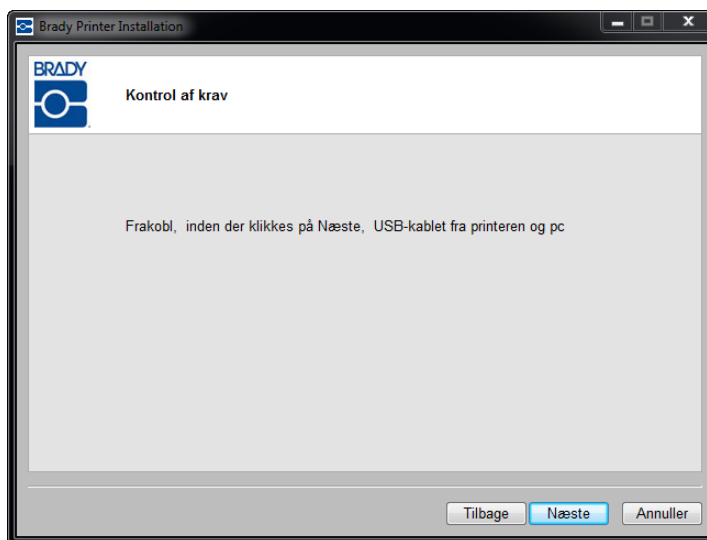 Brady Printer Installation
BRADY
Kontrol af krav
Frakobl, inden der klikkes på Næste, USB-kablet fra printeren og pc
Tilbage
Næste
Annuller